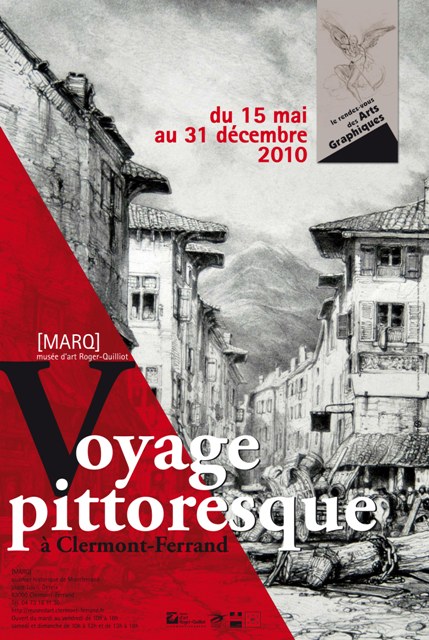 du 15 mai
au 31 décembre
2010
le rendez-vous
des Arts
Graphiques
[MARQ]
musée d'art Roger-Quilliot
Voyage
pittoresque
à Clermont-Ferrand